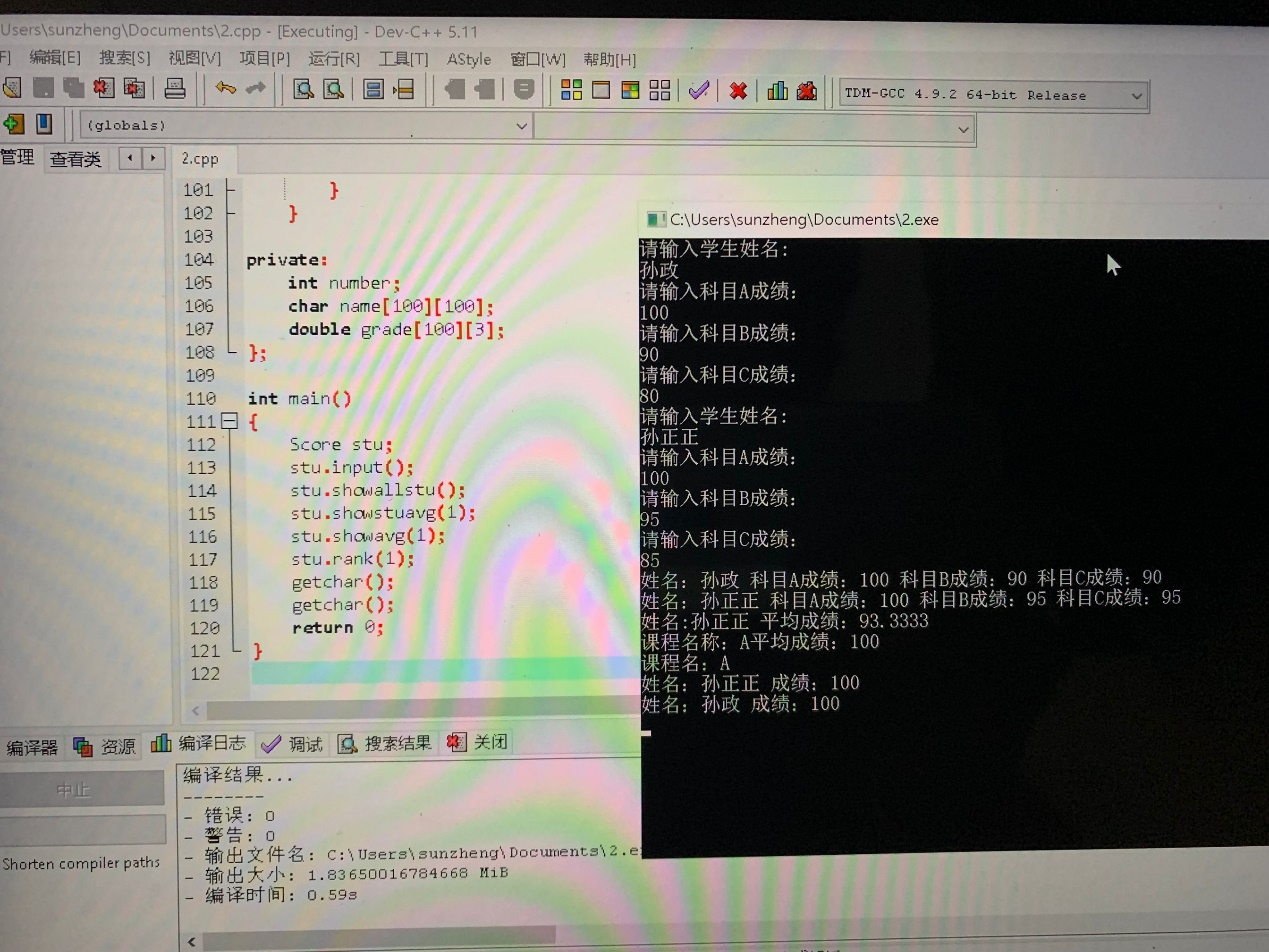 Users\sunzheng\Documents\2.cpp - [Executing] - Dev-C++ 5.11
F] 编辑[E] 搜索[S] 视图[V] 项目[P] 运行[R] 工具[T] AStyle 窗口[W] 帮助[H]
TDM-GCC 4.9.2 64-bit Release
(globals)
管理 查看类 2.cpp
101 }
102 }
103
104 private:
105 int number;
106 char name[100][100];
107 double grade[100][3];
108 };
109
110 int main()
111 {
112 Score stu;
113 stu.input();
114 stu.showallstu();
115 stu.showstuavg(1);
116 stu.showavg(1);
117 stu.rank(1);
118 getchar();
119 getchar();
120 return 0;
121 }
122
C:\Users\sunzheng\Documents\2.exe
请输入学生姓名:
孙政
请输入科目A成绩:
100
请输入科目B成绩:
90
请输入科目C成绩:
80
请输入学生姓名:
孙正正
请输入科目A成绩:
100
请输入科目B成绩:
95
请输入科目C成绩:
85
姓名: 孙政 科目A成绩: 100 科目B成绩: 90 科目C成绩: 90
姓名: 孙正正 科目A成绩: 100 科目B成绩: 95 科目C成绩: 95
姓名:孙正正 平均成绩: 93.3333
课程名称: A平均成绩: 100
课程名: A
姓名: 孙正正 成绩: 100
姓名: 孙政 成绩: 100
编译器 资源 编译日志 调试 搜索结果 关闭
中止
Shorten compiler paths
编译结果...
--------
- 错误: 0
- 警告: 0
- 输出文件名: C:\Users\sunzheng\Documents\2.e
- 输出大小: 1.83650016784668 MiB
- 编译时间: 0.59s